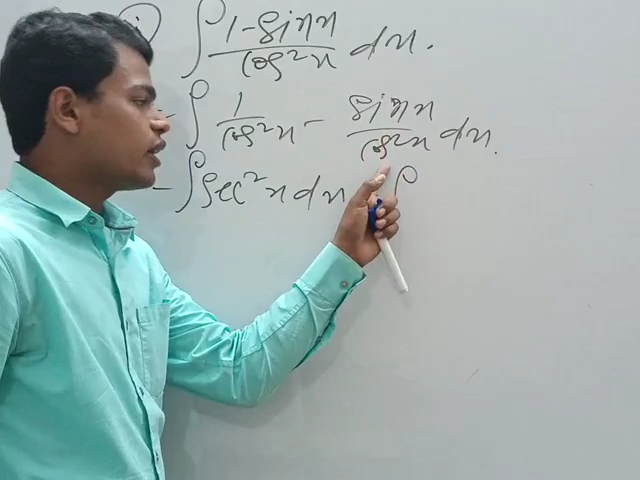 i) ∫ 1-sinx/cos²x dx.
= ∫ 1/cos²x - sinx/cos²x dx.
= ∫ sec²x dx ∫